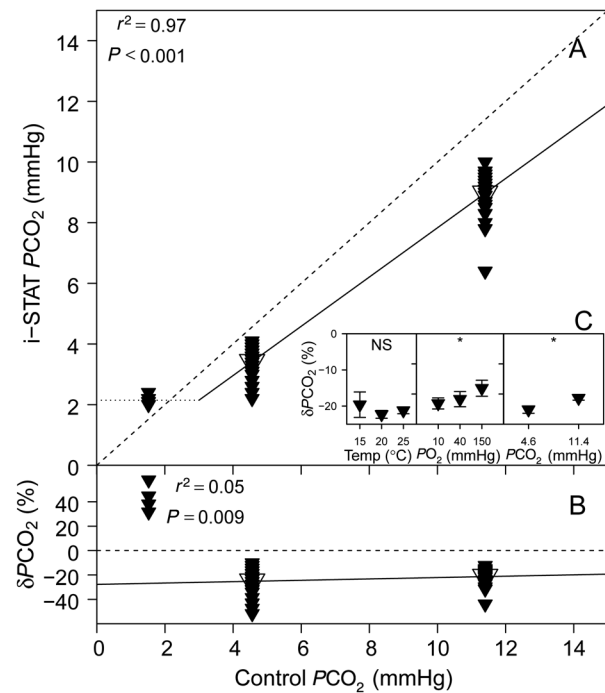 A
r² = 0.97
P < 0.001
i−STAT PCO₂ (mmHg)
14
12
10
8
6
4
2
0
C
δPCO₂ (%)
0
−10
−20
NS
*
*
15 20 25
10 40 150
4.6 11.4
Temp (°C) PO₂ (mmHg) PCO₂ (mmHg)
B
r² = 0.05
P = 0.009
δPCO₂ (%)
40
20
0
−20
−40
0 2 4 6 8 10 12 14
Control PCO₂ (mmHg)